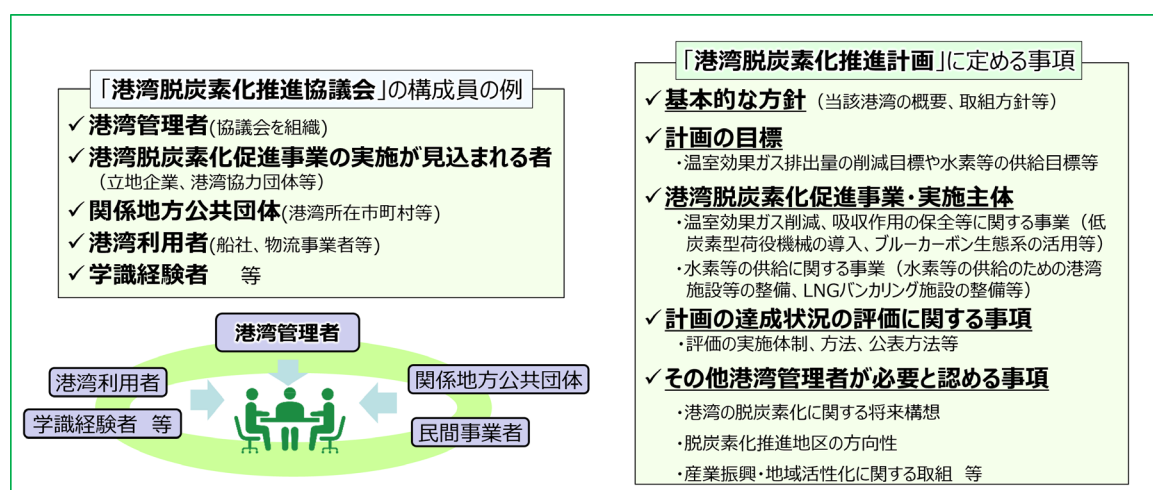 「港湾脱炭素化推進協議会」の構成員の例
✓港湾管理者(協議会を組織)
✓港湾脱炭素化促進事業の実施が見込まれる者
(立地企業、港湾協力団体等)
✓関係地方公共団体(港湾所在市町村等)
✓港湾利用者(船社、物流事業者等)
✓学識経験者 等
港湾管理者
港湾利用者
学識経験者 等
関係地方公共団体
民間事業者
「港湾脱炭素化推進計画」に定める事項
✓基本的な方針（当該港湾の概要、取組方針等）
✓計画の目標
・温室効果ガス排出量の削減目標や水素等の供給目標等
✓港湾脱炭素化促進事業・実施主体
・温室効果ガス削減、吸収作用の保全等に関する事業（低
炭素型荷役機械の導入、ブルーカーボン生態系の活用等）
・水素等の供給に関する事業（水素等の供給のための港湾
施設等の整備、LNGバンカリング施設の整備等）
✓計画の達成状況の評価に関する事項
・評価の実施体制、方法、公表方法等
✓その他港湾管理者が必要と認める事項
・港湾の脱炭素化に関する将来構想
・脱炭素化推進地区の方向性
・産業振興・地域活性化に関する取組 等